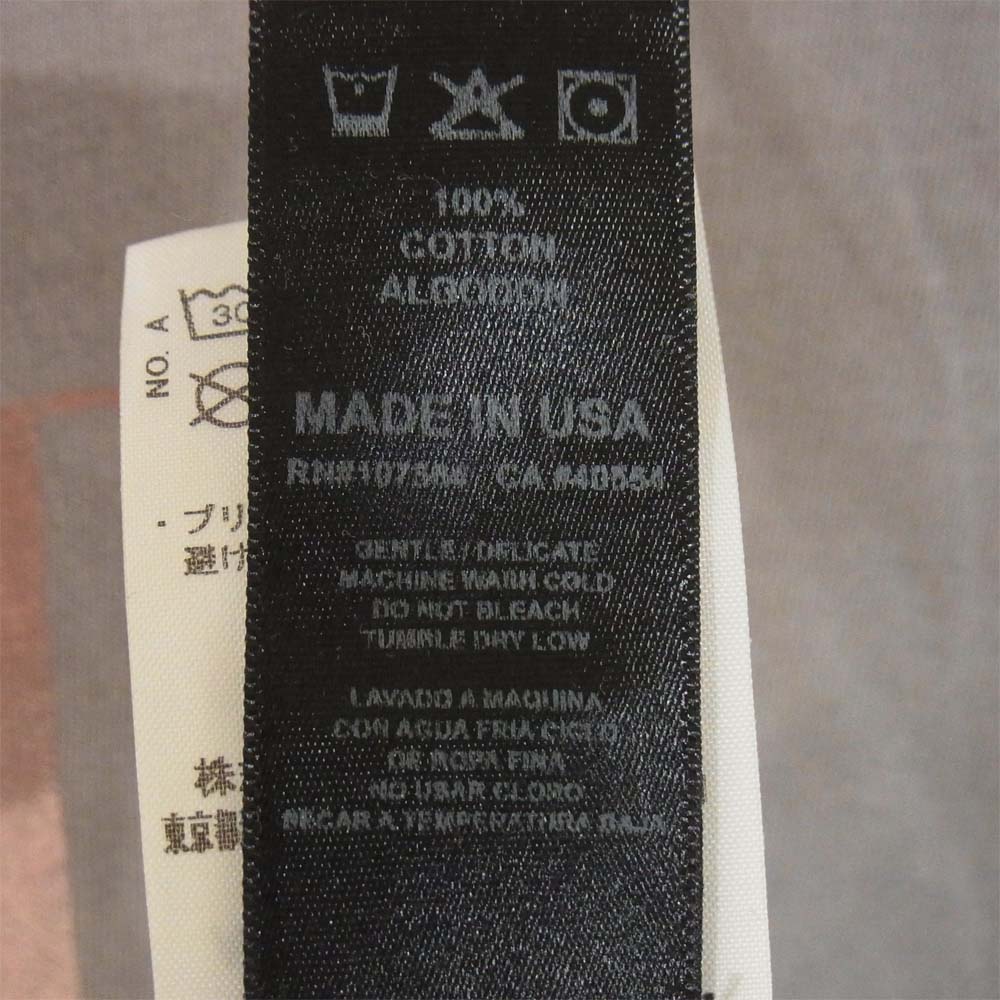 100%
COTTON
ALGODON
MADE IN USA
RN#107564 CA #40554
GENTLE / DELICATE
MACHINE WASH COLD
DO NOT BLEACH
TUMBLE DRY LOW
LAVADO A MAQUINA
CON AGUA FRIA CICLO
DE ROPA FINA
NO USAR CLORO
SECAR A TEMPERATURA BAJA
NO. A
30
・ブリ
避け
株
東京都